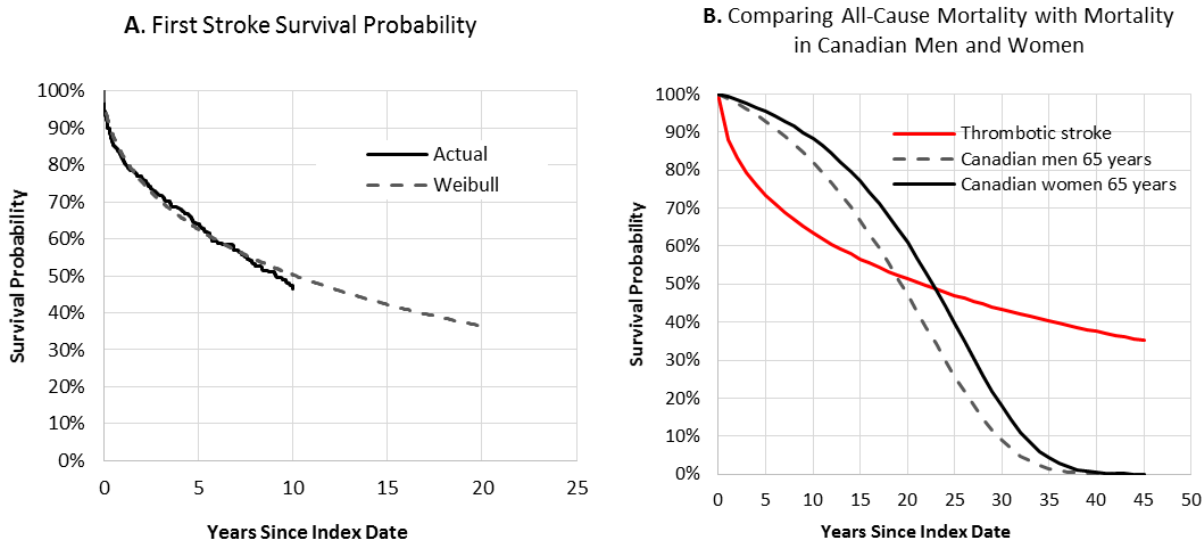 A. First Stroke Survival Probability
Survival Probability
100%
90%
80%
70%
60%
50%
40%
30%
20%
10%
0%
Actual
Weibull
0 5 10 15 20 25
Years Since Index Date
B. Comparing All-Cause Mortality with Mortality
in Canadian Men and Women
Survival Probability
100%
90%
80%
70%
60%
50%
40%
30%
20%
10%
0%
Thrombotic stroke
Canadian men 65 years
Canadian women 65 years
0 5 10 15 20 25 30 35 40 45 50
Years Since Index Date